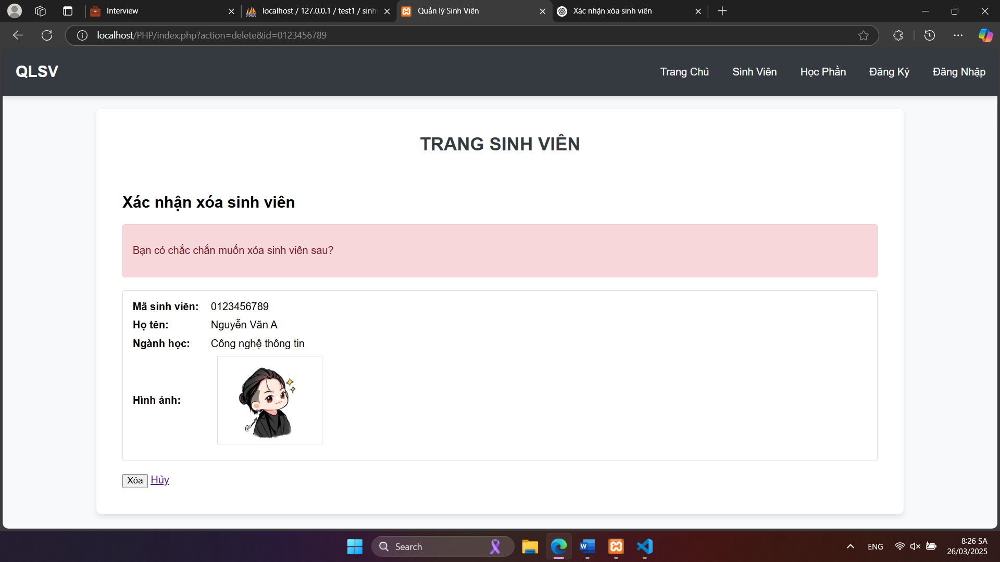 Interview
localhost / 127.0.0.1 / test1 / sinh
Quản lý Sinh Viên
Xác nhận xóa sinh viên
localhost/PHP/index.php?action=delete&id=0123456789
QLSV
Trang Chủ
Sinh Viên
Học Phần
Đăng Ký
Đăng Nhập
TRANG SINH VIÊN
Xác nhận xóa sinh viên
Bạn có chắc chắn muốn xóa sinh viên sau?
Mã sinh viên: 0123456789
Họ tên: Nguyễn Văn A
Ngành học: Công nghệ thông tin
Hình ảnh:
Xóa Hủy
Search
ENG
8:26 SA
26/03/2025